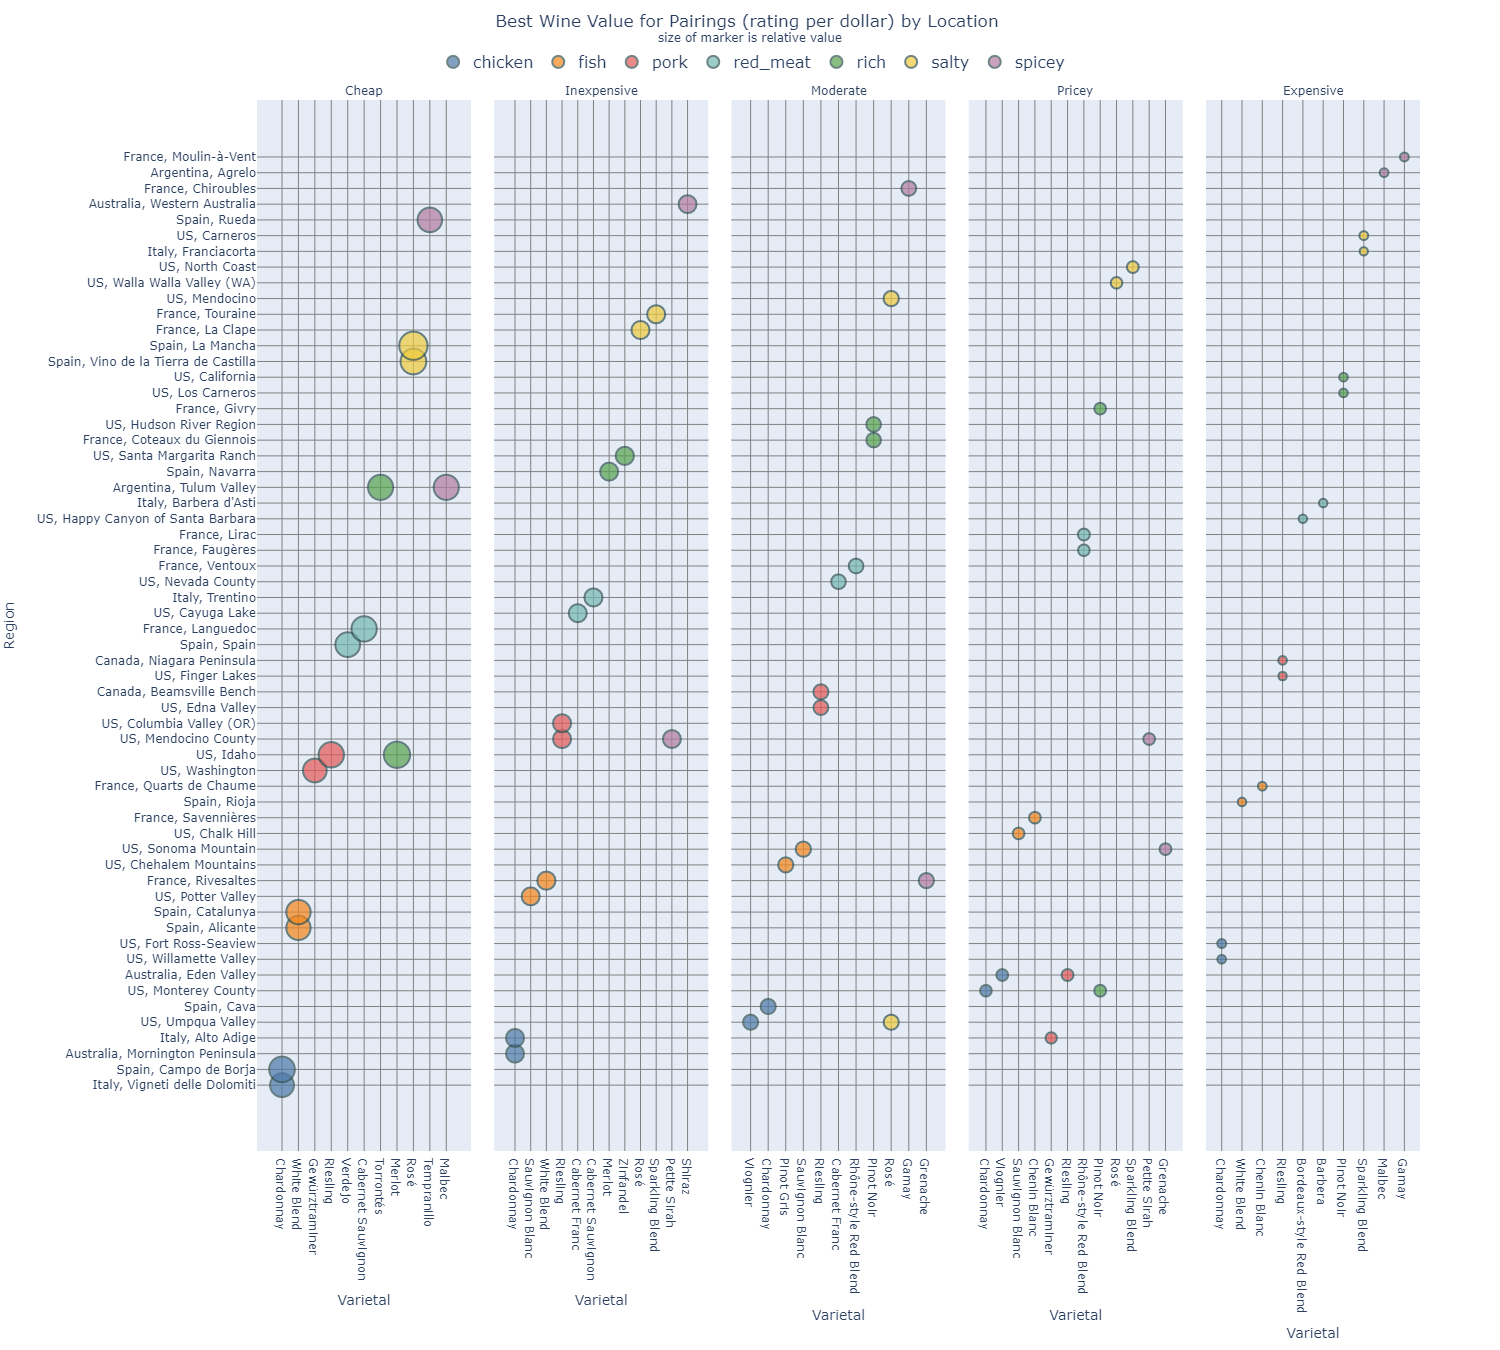 Best Wine Value for Pairings (rating per dollar) by Location
size of marker is relative value
chicken fish pork red_meat rich salty spicey
Cheap Inexpensive Moderate Pricey Expensive
France, Moulin-à-Vent
Argentina, Agrelo
France, Chiroubles
Australia, Western Australia
Spain, Rueda
US, Carneros
Italy, Franciacorta
US, North Coast
US, Walla Walla Valley (WA)
US, Mendocino
France, Touraine
France, La Clape
Spain, La Mancha
Spain, Vino de la Tierra de Castilla
US, California
US, Los Carneros
France, Givry
US, Hudson River Region
France, Coteaux du Giennois
US, Santa Margarita Ranch
Spain, Navarra
Argentina, Tulum Valley
Italy, Barbera d'Asti
US, Happy Canyon of Santa Barbara
France, Lirac
France, Faugères
France, Ventoux
US, Nevada County
Italy, Trentino
US, Cayuga Lake
France, Languedoc
Spain, Spain
Canada, Niagara Peninsula
US, Finger Lakes
Canada, Beamsville Bench
US, Edna Valley
US, Columbia Valley (OR)
US, Mendocino County
US, Idaho
US, Washington
France, Quarts de Chaume
Spain, Rioja
France, Savennières
US, Chalk Hill
US, Sonoma Mountain
US, Chehalem Mountains
France, Rivesaltes
US, Potter Valley
Spain, Catalunya
Spain, Alicante
US, Fort Ross-Seaview
US, Willamette Valley
Australia, Eden Valley
US, Monterey County
Spain, Cava
US, Umpqua Valley
Italy, Alto Adige
Australia, Mornington Peninsula
Spain, Campo de Borja
Italy, Vigneti delle Dolomiti
Region
Chardonnay
White Blend
Gewürztraminer
Riesling
Verdejo
Cabernet Sauvignon
Torrontés
Merlot
Rosé
Tempranillo
Malbec
Varietal
Chardonnay
Sauvignon Blanc
White Blend
Riesling
Cabernet Franc
Cabernet Sauvignon
Merlot
Zinfandel
Rosé
Sparkling Blend
Petite Sirah
Shiraz
Varietal
Viognier
Chardonnay
Pinot Gris
Sauvignon Blanc
Riesling
Cabernet Franc
Rhône-style Red Blend
Pinot Noir
Rosé
Gamay
Grenache
Varietal
Chardonnay
Viognier
Sauvignon Blanc
Chenin Blanc
Gewürztraminer
Riesling
Rhône-style Red Blend
Pinot Noir
Rosé
Sparkling Blend
Petite Sirah
Grenache
Varietal
Chardonnay
White Blend
Chenin Blanc
Riesling
Bordeaux-style Red Blend
Barbera
Pinot Noir
Sparkling Blend
Malbec
Gamay
Varietal